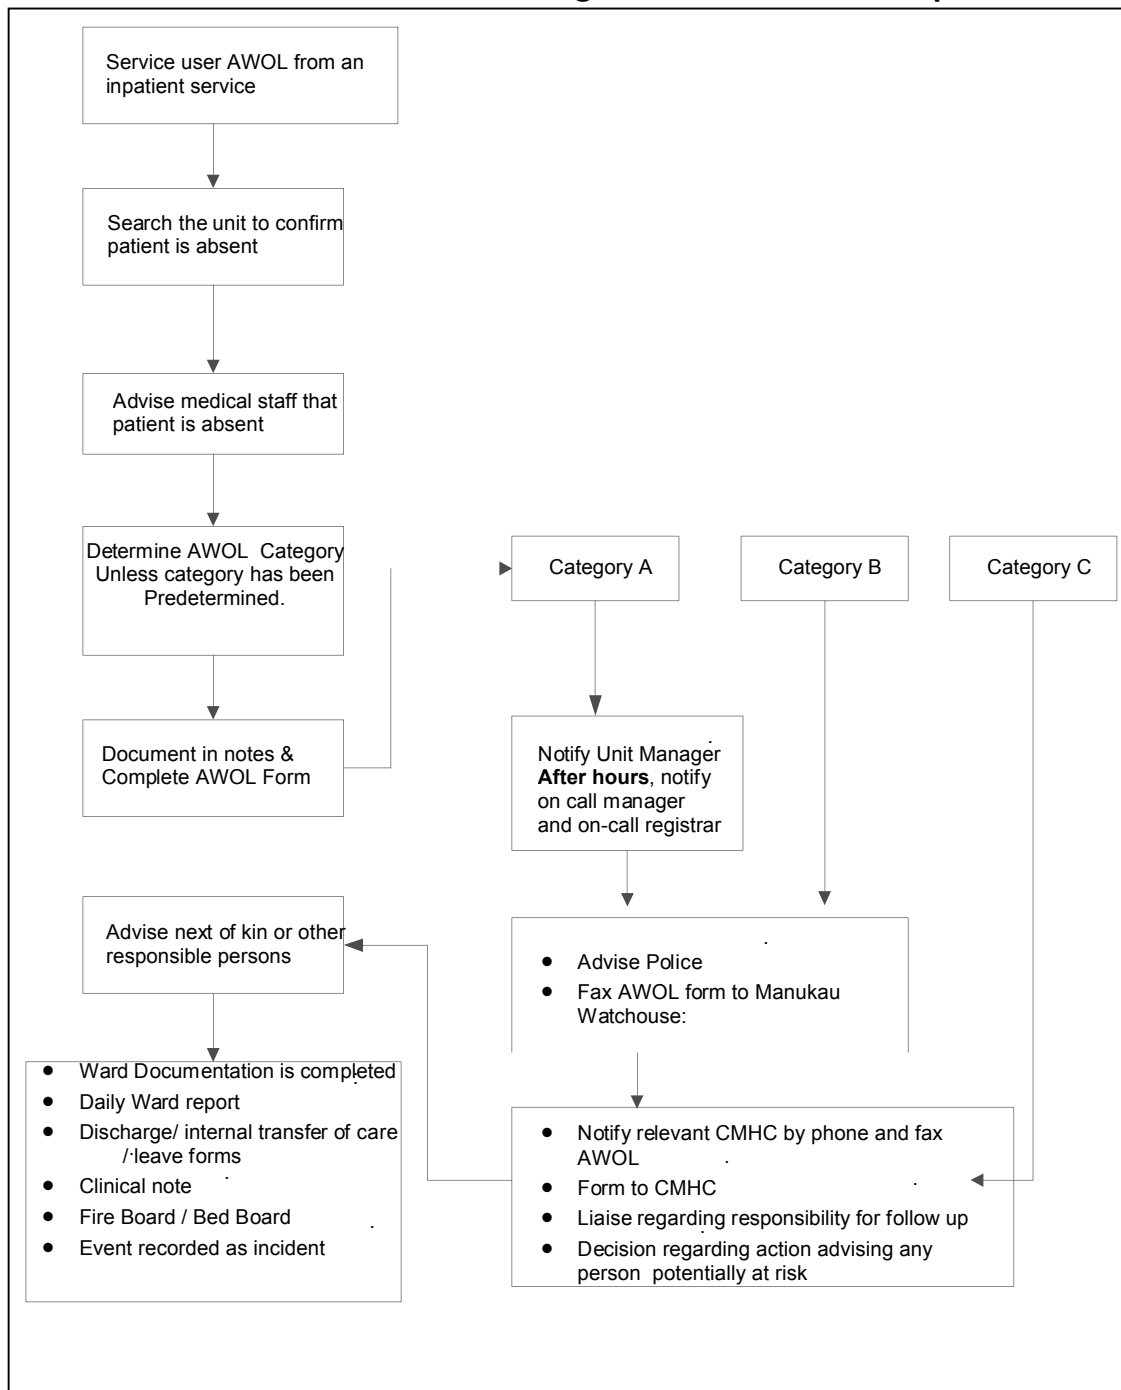 Service user AWOL from an
inpatient service
Search the unit to confirm
patient is absent
Advise medical staff that
patient is absent
Determine AWOL Category
Unless category has been
Predetermined.
Document in notes &
Complete AWOL Form
Category A
Category B
Category C
Notify Unit Manager
After hours, notify
on call manager
and on-call registrar
● Advise Police
● Fax AWOL form to Manukau
Watchouse:
● Notify relevant CMHC by phone and fax
AWOL
● Form to CMHC
● Liaise regarding responsibility for follow up
● Decision regarding action advising any
person potentially at risk
Advise next of kin or other
responsible persons
● Ward Documentation is completed
● Daily Ward report
● Discharge/ internal transfer of care
/ leave forms
● Clinical note
● Fire Board / Bed Board
● Event recorded as incident